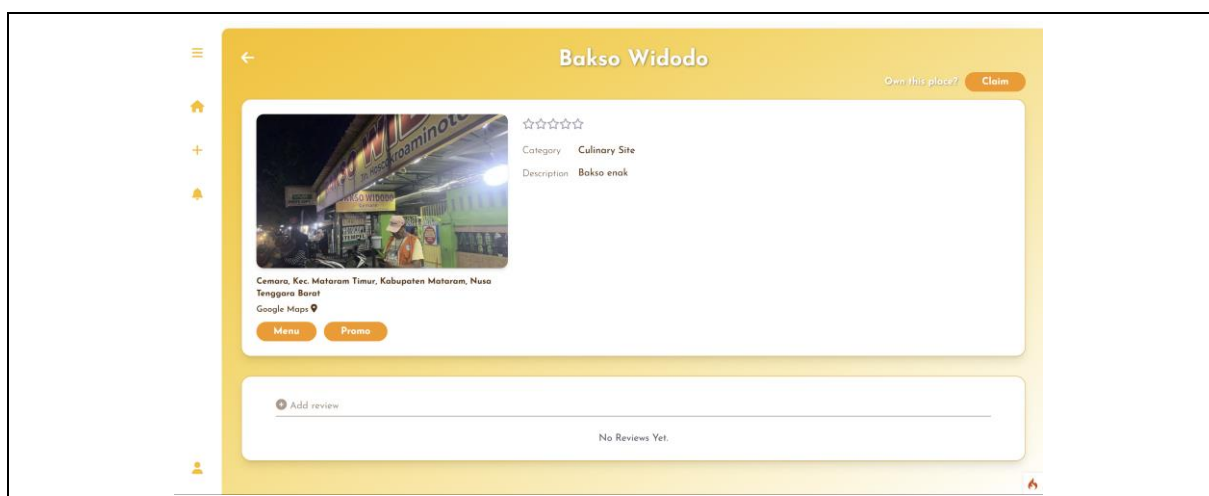 Bakso Widodo
Own this place? Claim
Category Culinary Site
Description Bakso enak
WIDODO
Cemara, Kec. Mataram Timur, Kabupaten Mataram, Nusa
Tenggara Barat
Google Maps
Menu Promo
Add review
No Reviews Yet.